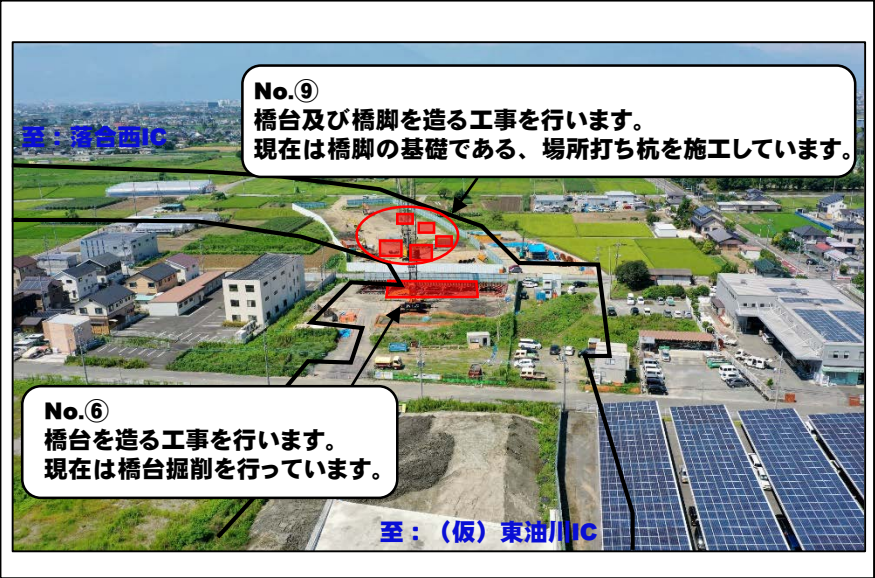 No.⑨
橋台及び橋脚を造る工事を行います。
現在は橋脚の基礎である、場所打ち杭を施工しています。
至：落合西IC
No.⑥
橋台を造る工事を行います。
現在は橋台掘削を行っています。
至：（仮）東油川IC